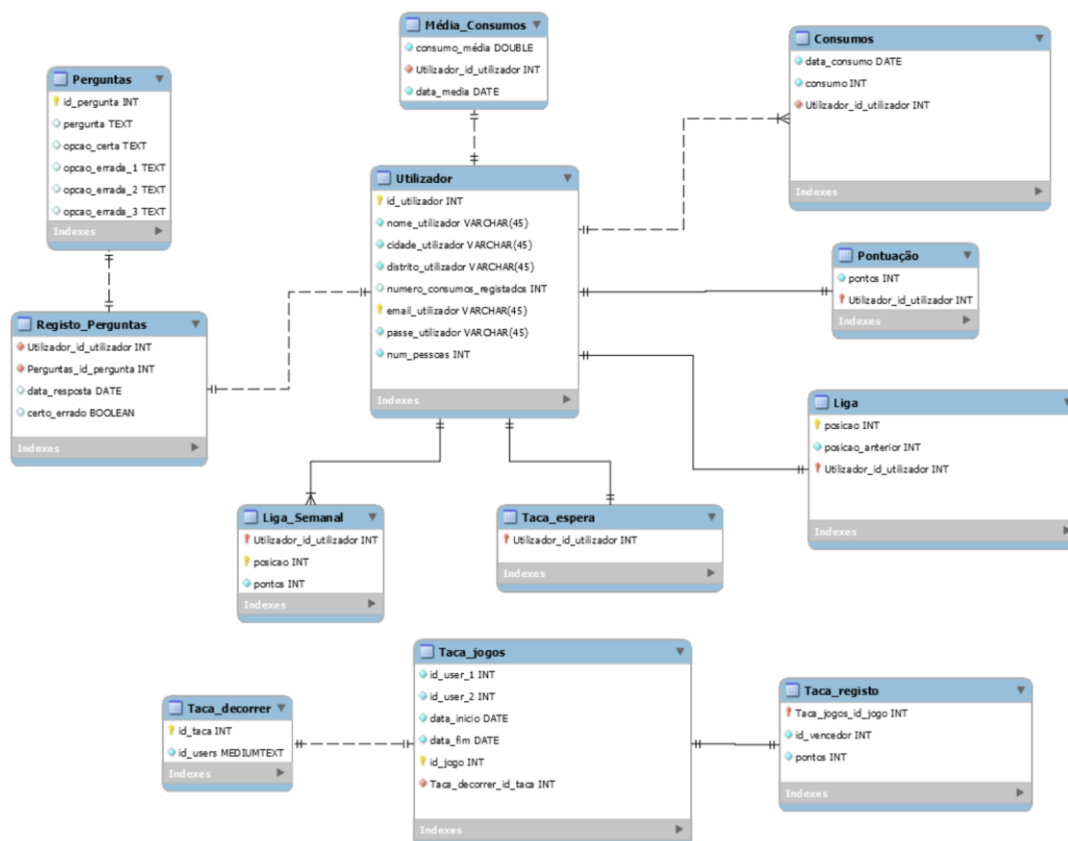 Média_Consumos
consumo_média DOUBLE
Utilizador_id_utilizador INT
data_media DATE
Consumos
data_consumo DATE
consumo INT
Utilizador_id_utilizador INT
Indexes
Perguntas
id_pergunta INT
pergunta TEXT
opcao_certa TEXT
opcao_errada_1 TEXT
opcao_errada_2 TEXT
opcao_errada_3 TEXT
Indexes
Utilizador
id_utilizador INT
nome_utilizador VARCHAR(45)
cidade_utilizador VARCHAR(45)
distrito_utilizador VARCHAR(45)
numero_consumos_registados INT
email_utilizador VARCHAR(45)
passe_utilizador VARCHAR(45)
num_pessoas INT
Indexes
Pontuação
pontos INT
Utilizador_id_utilizador INT
Indexes
Registo_Perguntas
Utilizador_id_utilizador INT
Perguntas_id_pergunta INT
data_resposta DATE
certo_errado BOOLEAN
Indexes
Liga
posicao INT
posicao_anterior INT
Utilizador_id_utilizador INT
Indexes
Liga_Semanal
Utilizador_id_utilizador INT
posicao INT
pontos INT
Indexes
Taca_espera
Utilizador_id_utilizador INT
Indexes
Taca_decorrer
id_taca INT
id_users MEDIUMTEXT
Indexes
Taca_jogos
id_user_1 INT
id_user_2 INT
data_inicio DATE
data_fim DATE
id_jogo INT
Taca_decorrer_id_taca INT
Indexes
Taca_registo
Taca_jogos_id_jogo INT
id_vencedor INT
pontos INT
Indexes